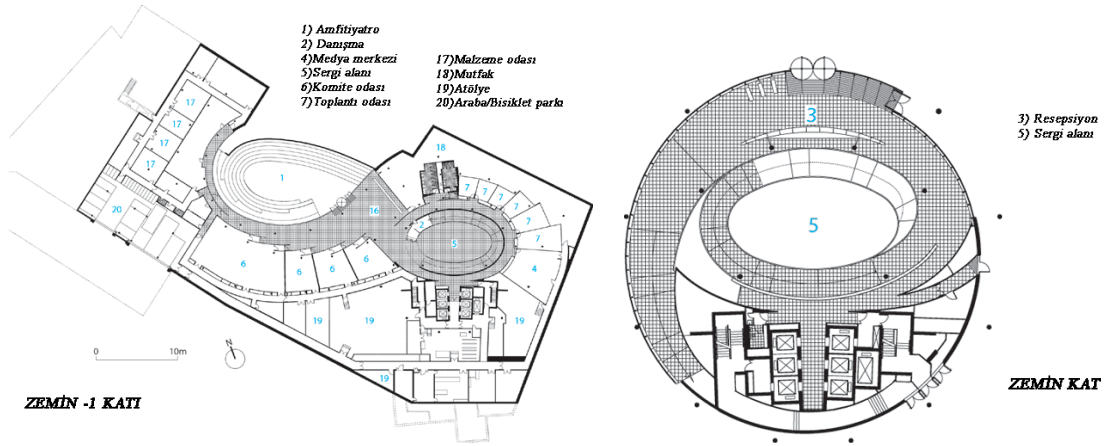 1) Amfitiyatro
2) Danışma
4)Medya merkezi
5)Sergi alanı
6)Komite odası
7)Toplantı odası
17)Malzeme odası
18)Mutfak
19)Atölye
20)Araba/Bisiklet parkı
17
17
17
17
20
1
16
18
7
7
7
7
7
7
7
2
5
4
6
6
6
6
19
19
19
19
0 10m
N
ZEMİN -1 KATI
3
5
3) Resepsiyon
5) Sergi alanı
ZEMİN KAT